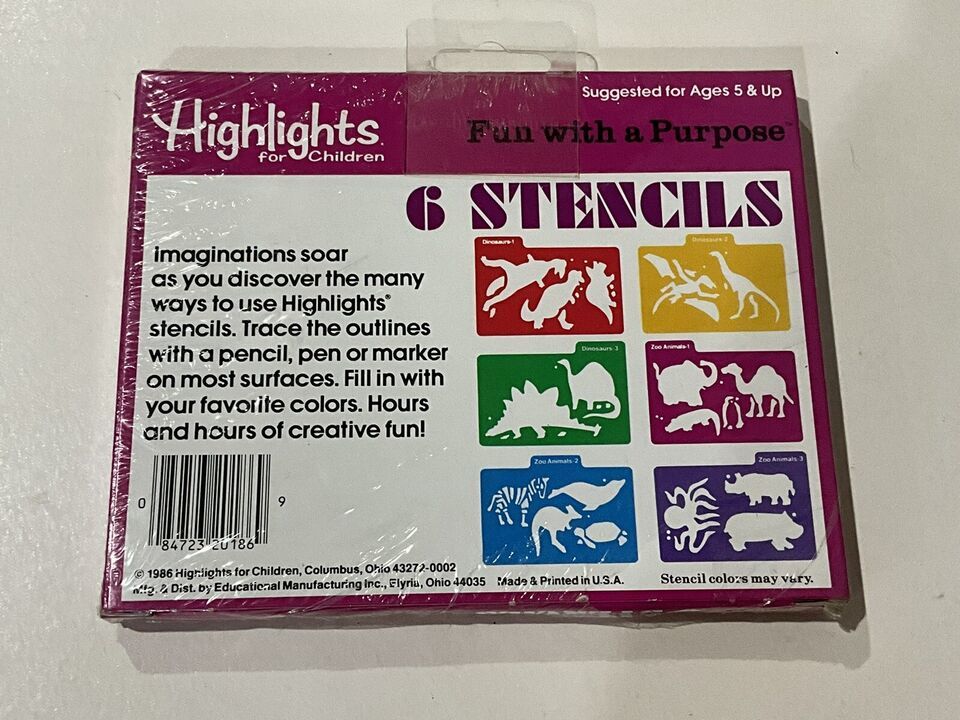 Suggested for Ages 5 & Up
Highlights
for Children
Fun with a Purpose™
6 STENCILS
imaginations soar
as you discover the many
ways to use Highlights®
stencils. Trace the outlines
with a pencil, pen or marker
on most surfaces. Fill in with
your favorite colors. Hours
and hours of creative fun!
Dinosaurs-1
Dinosaurs-2
Dinosaurs-3
Zoo Animals-1
Zoo Animals-2
Zoo Animals-3
0 84723 20186 9
© 1986 Highlights for Children, Columbus, Ohio 43272-0002
Mfg. & Dist. by Educational Manufacturing Inc., Elyria, Ohio 44035 Made & Printed in U.S.A.
Stencil colors may vary.